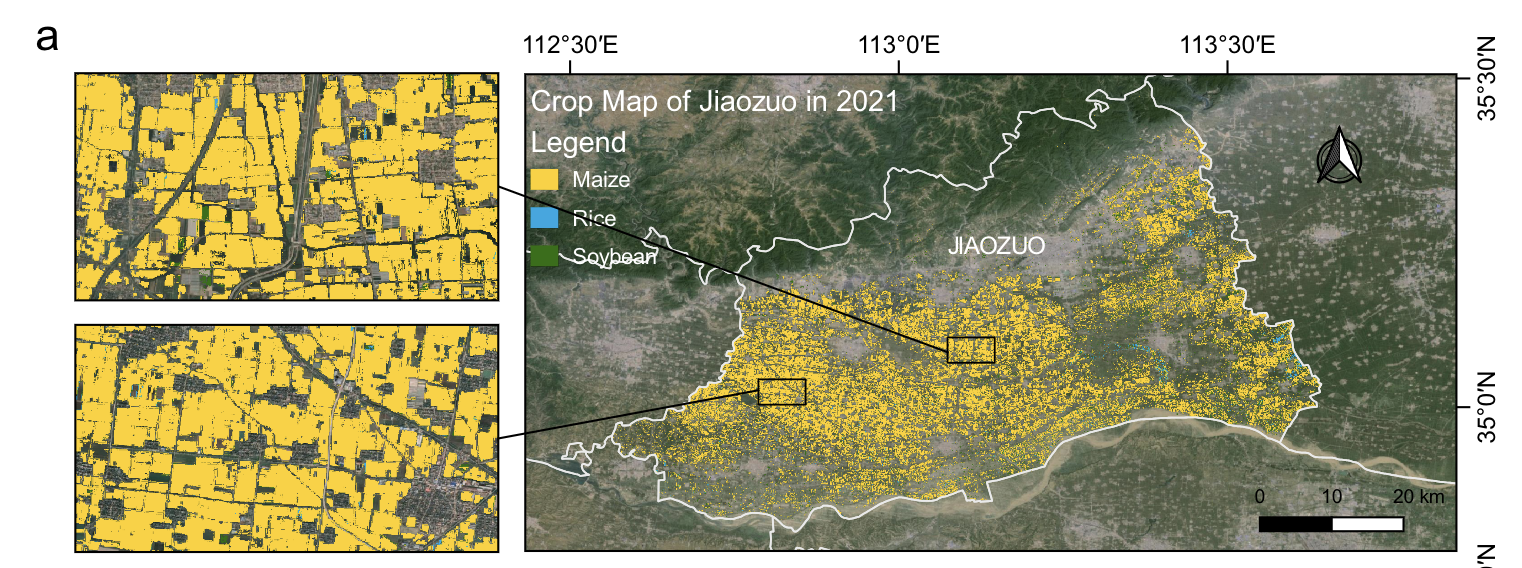 a
112°30′E 113°0′E 113°30′E
35°30′N
Crop Map of Jiaozuo in 2021
Legend
Maize
Rice
Soybean
JIAOZUO
35°0′N
0 10 20 km